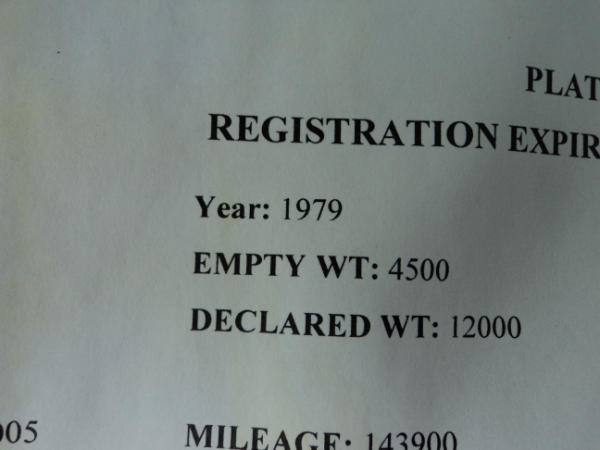 PLAT
REGISTRATION EXPIR
Year: 1979
EMPTY WT: 4500
DECLARED WT: 12000
005 MILEAGE: 143900